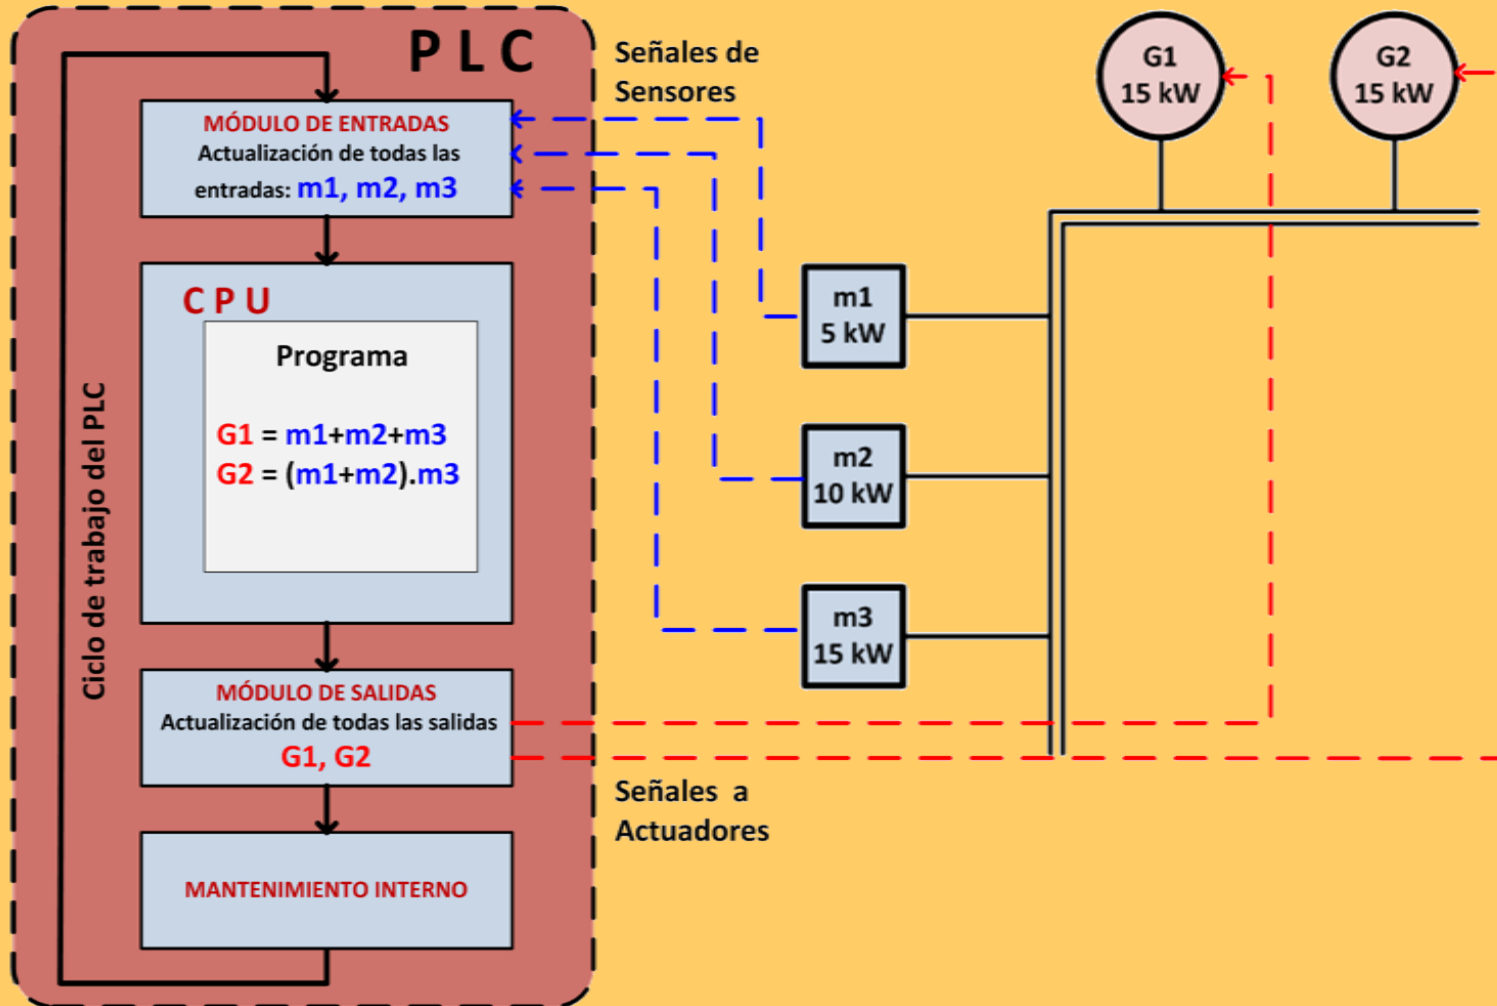 P L C
Ciclo de trabajo del PLC
MÓDULO DE ENTRADAS
Actualización de todas las
entradas: m1, m2, m3
C P U
Programa
G1 = m1+m2+m3
G2 = (m1+m2).m3
MÓDULO DE SALIDAS
Actualización de todas las salidas
G1, G2
MANTENIMIENTO INTERNO
Señales de
Sensores
Señales a
Actuadores
m1
5 kW
m2
10 kW
m3
15 kW
G1
15 kW
G2
15 kW